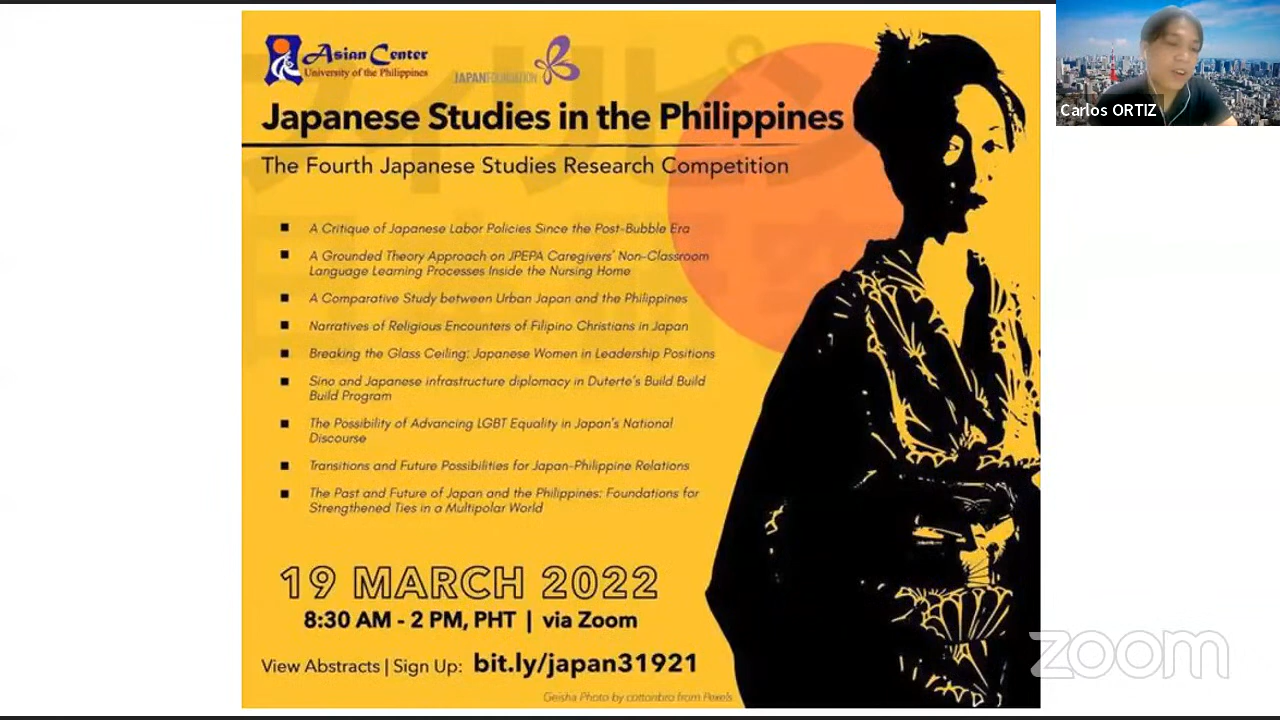 Asian Center
University of the Philippines
JAPANFOUNDATION
Japanese Studies in the Philippines
The Fourth Japanese Studies Research Competition
A Critique of Japanese Labor Policies Since the Post-Bubble Era
A Grounded Theory Approach on JPEPA Caregivers' Non-Classroom
Language Learning Processes Inside the Nursing Home
A Comparative Study between Urban Japan and the Philippines
Narratives of Religious Encounters of Filipino Christians in Japan
Breaking the Glass Ceiling: Japanese Women in Leadership Positions
Sino and Japanese infrastructure diplomacy in Duterte's Build Build
Build Program
The Possibility of Advancing LGBT Equality in Japan's National
Discourse
Transitions and Future Possibilities for Japan-Philippine Relations
The Past and Future of Japan and the Philippines: Foundations for
Strengthened Ties in a Multipolar World
19 MARCH 2022
8:30 AM - 2 PM, PHT | via Zoom
View Abstracts | Sign Up: bit.ly/japan31921
Geisha Photo by cottonbro from Pexels
Carlos ORTIZ
zoom